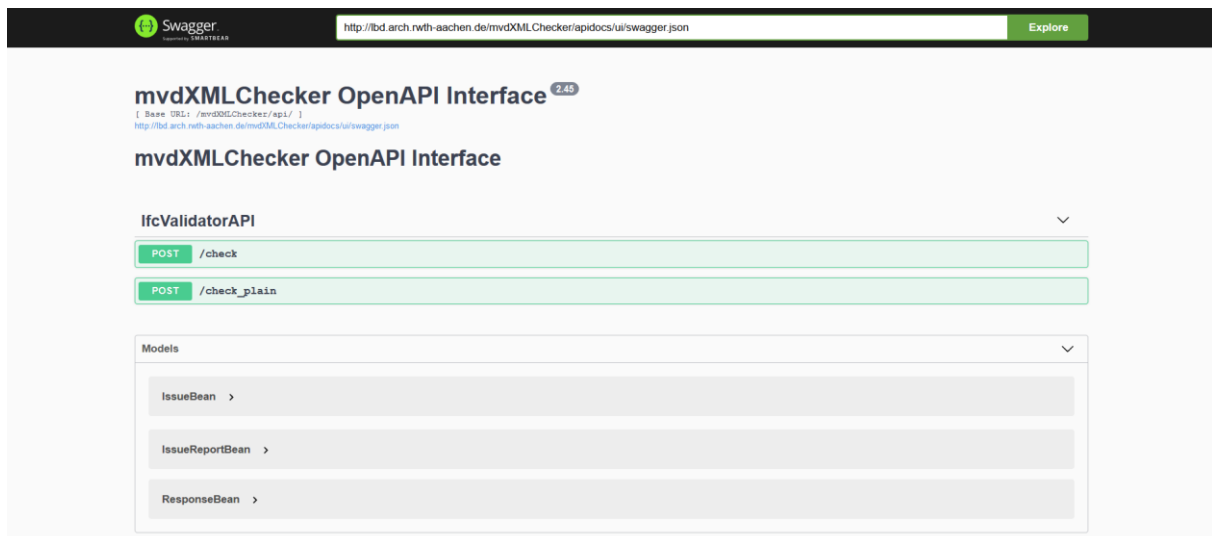 Swagger.
Supported by SMARTBEAR
http://lbd.arch.rwth-aachen.de/mvdXMLChecker/apidocs/ui/swagger.json
Explore
mvdXMLChecker OpenAPI Interface 2.45
[ Base URL: /mvdXMLChecker/api/ ]
http://lbd.arch.rwth-aachen.de/mvdXMLChecker/apidocs/ui/swagger.json
mvdXMLChecker OpenAPI Interface
IfcValidatorAPI
POST /check
POST /check_plain
Models
IssueBean
IssueReportBean
ResponseBean